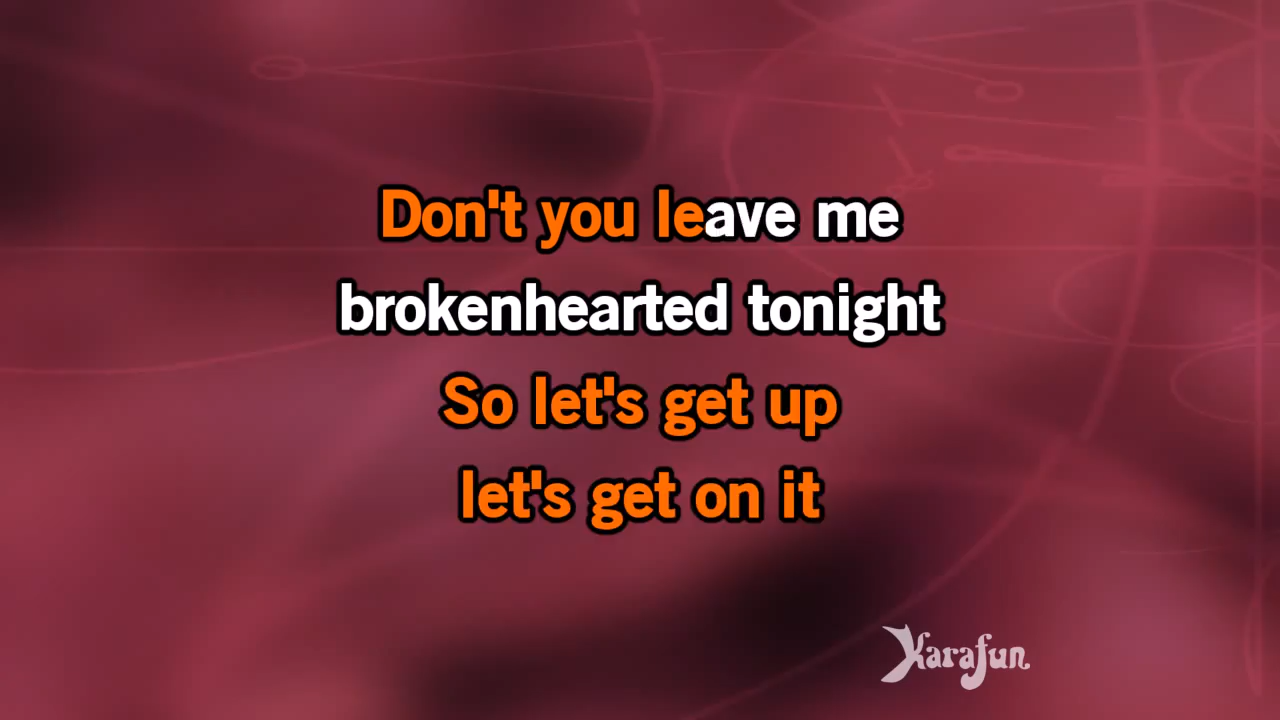 Don't you leave me
brokenhearted tonight
So let's get up
let's get on it
Karafun